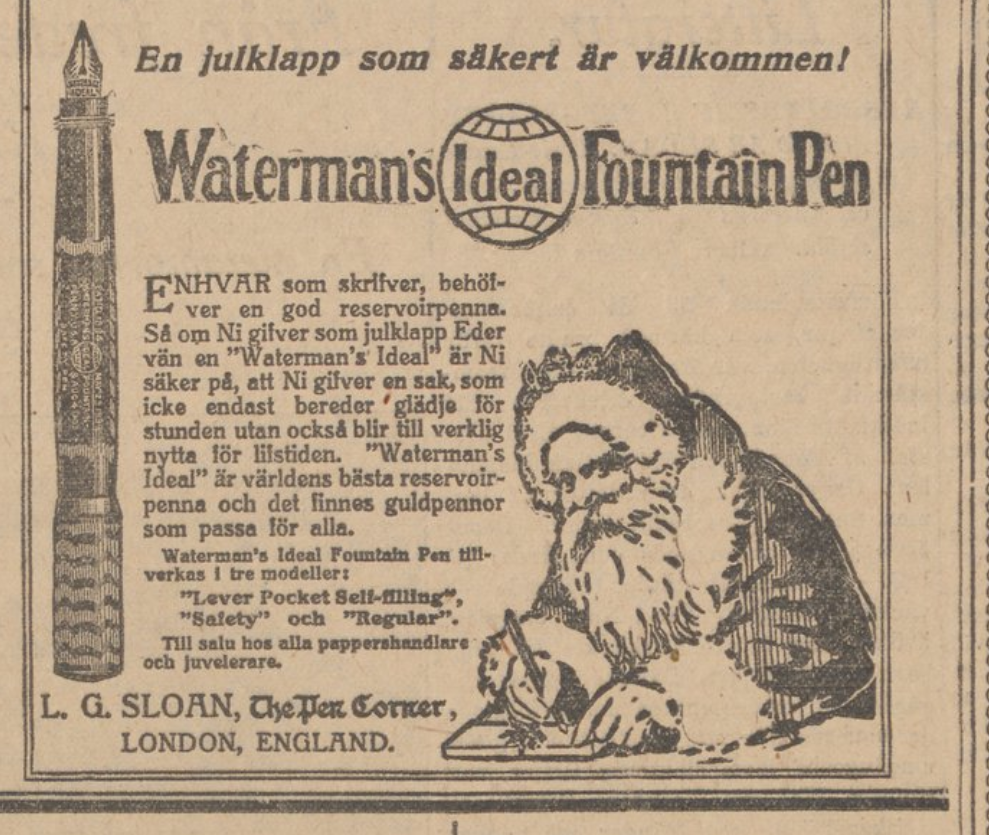 En julklapp som säkert är välkommen!
Waterman's Ideal Fountain Pen
ENHVAR som skrifver, behöf-
ver en god reservoirpenna.
Så om Ni gifver som julklapp Eder
vän en "Waterman's Ideal" är Ni
säker på, att Ni gifver en sak, som
icke endast bereder glädje för
stunden utan också blir till verklig
nytta för lifstiden. "Waterman's
Ideal" är världens bästa reservoir-
penna och det finnes guldpennor
som passa för alla.
Waterman's Ideal Fountain Pen till-
verkas i tre modeller:
"Lever Pocket Self-filling",
"Safety" och "Regular".
Till salu hos alla pappershandlare
och juvelerare.
L. G. SLOAN, The Pen Corner,
LONDON, ENGLAND.